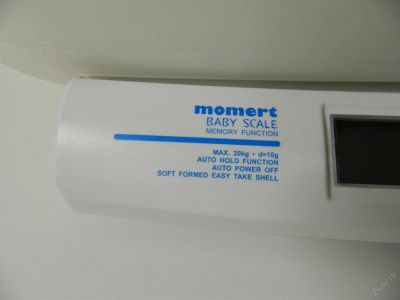 momert
BABY SCALE
MEMORY FUNCTION
MAX. 20kg • d=10g
AUTO HOLD FUNCTION
AUTO POWER OFF
SOFT FORMED EASY TAKE SHELL